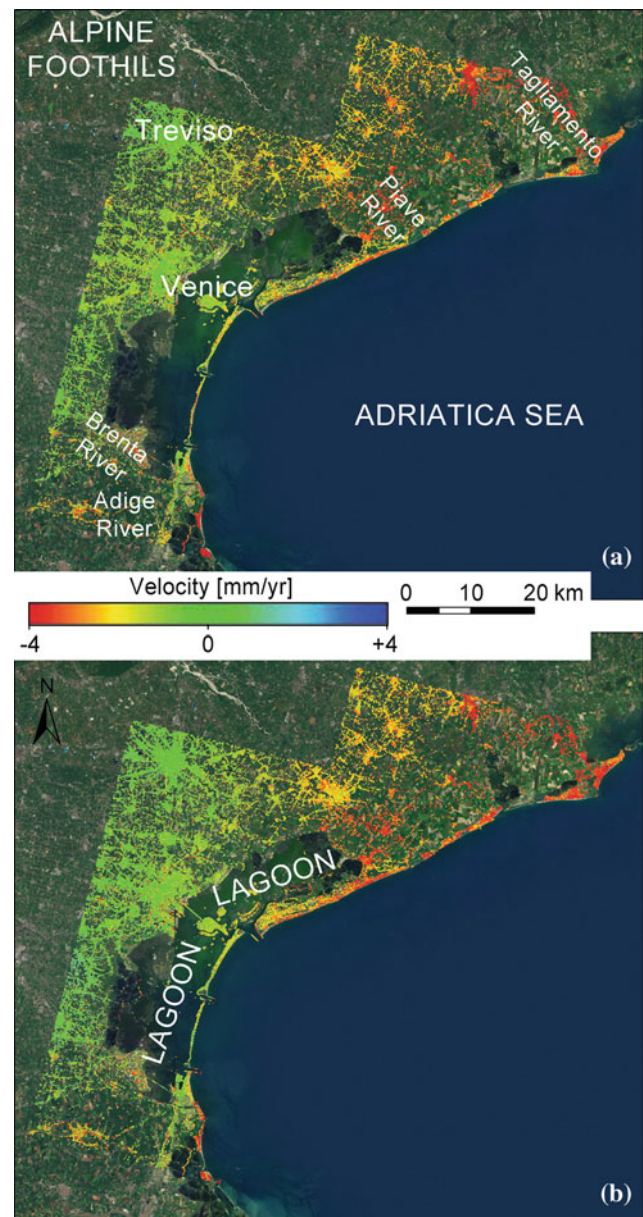 ALPINE
FOOTHILS
Treviso
Tagliamento
River
Piave
River
Venice
ADRIATICA SEA
Brenta
River
Adige
River
(a)
Velocity [mm/yr]
0 10 20 km
-4 0 +4
N
LAGOON
LAGOON
(b)